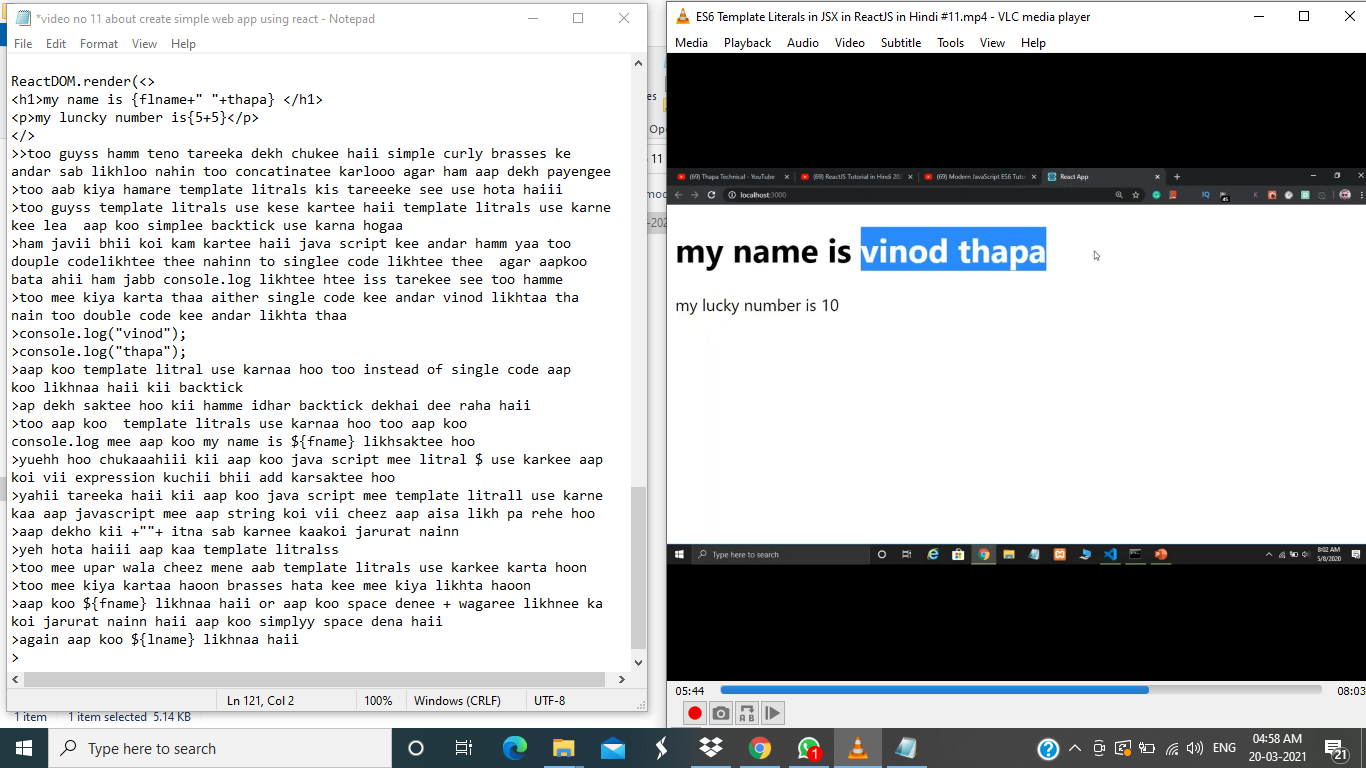 *video no 11 about create simple web app using react - Notepad
File Edit Format View Help
ReactDOM.render(<>
<h1>my name is {flname+" "+thapa} </h1>
<p>my luncky number is{5+5}</p>
</>
>>too guyss hamm teno tareeka dekh chukee haii simple curly brasses ke
andar sab likhloo nahin too concatinatee karlooo agar ham aap dekh payengee
>too aab kiya hamare template litrals kis tareeeke see use hota haiii
>too guyss template litrals use kese kartee haii template litrals use karne
kee lea  aap koo simplee backtick use karna hogaa
>ham javii bhii koi kam kartee haii java script kee andar hamm yaa too
douple codelikhtee thee nahinn to singlee code likhtee thee  agar aapkoo
bata ahii ham jabb console.log likhtee htee iss tarekee see too hamme
>too mee kiya karta thaa aither single code kee andar vinod likhtaa tha
nain too double code kee andar likhta thaa
>console.log("vinod");
>console.log("thapa");
>aap koo template litral use karnaa hoo too instead of single code aap
koo likhnaa haii kii backtick
>ap dekh saktee hoo kii hamme idhar backtick dekhai dee raha haii
>too aap koo  template litrals use karnaa hoo too aap koo
console.log mee aap koo my name is ${fname} likhsaktee hoo
>yuehh hoo chukaaahiii kii aap koo java script mee litral $ use karkee aap
koi vii expression kuchii bhii add karsaktee hoo
>yahii tareeka haii kii aap koo java script mee template litrall use karne
kaa aap javascript mee aap string koi vii cheez aap aisa likh pa rehe hoo
>aap dekho kii +""+ itna sab karnee kaakoi jarurat nainn
>yeh hota haiii aap kaa template litralss
>too mee upar wala cheez mene aab template litrals use karkee karta hoon
>too mee kiya kartaa haoon brasses hata kee mee kiya likhta haoon
>aap koo ${fname} likhnaa haii or aap koo space denee + wagaree likhnee ka
koi jarurat nainn haii aap koo simplyy space dena haii
>again aap koo ${lname} likhnaa haii
>
Ln 121, Col 2 100% Windows (CRLF) UTF-8
1 item 1 item selected 5.14 KB
es
Ope
11
mod
-202
ES6 Template Literals in JSX in ReactJS in Hindi #11.mp4 - VLC media player
Media Playback Audio Video Subtitle Tools View Help
(69) Thapa Technical - YouTube (69) ReactJS Tutorial in Hindi 202 (69) Modern JavaScript ES6 Tuto React App
localhost:3000
my name is vinod thapa
my lucky number is 10
Type here to search
8:02 AM
5/8/2020
05:44 08:03
Type here to search
1
ENG
04:58 AM
20-03-2021
21